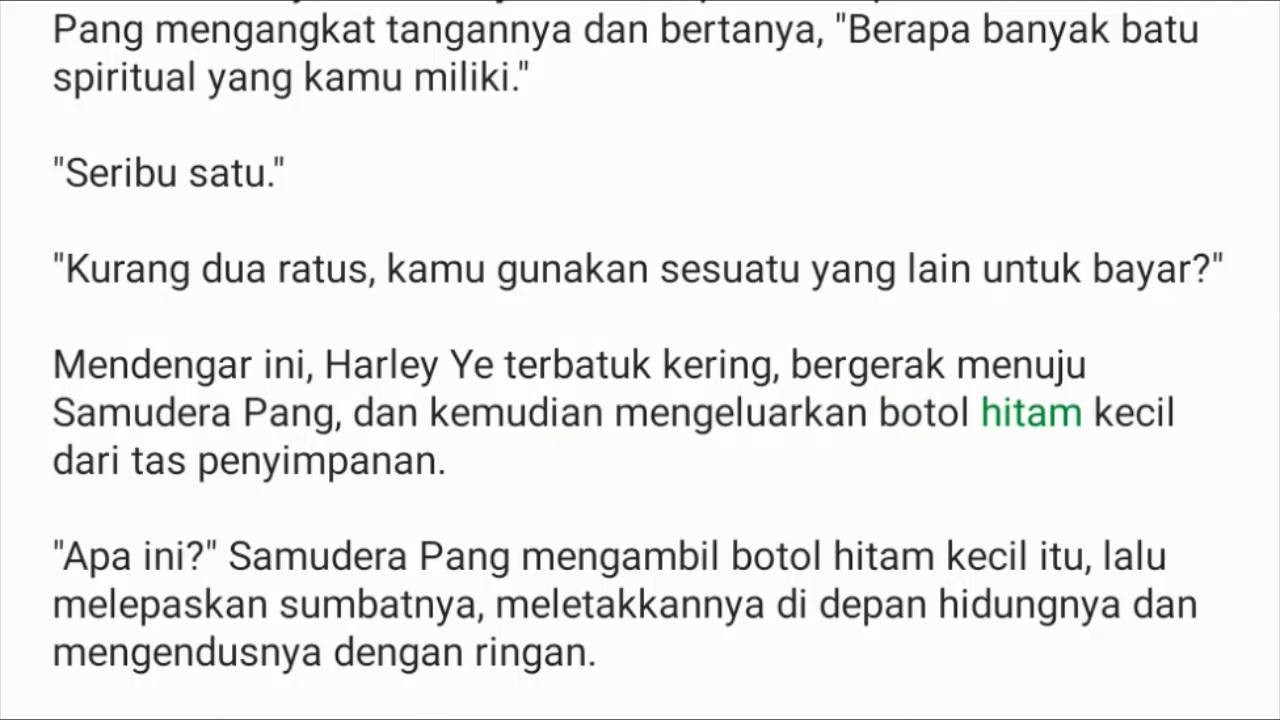 Pang mengangkat tangannya dan bertanya, "Berapa banyak batu
spiritual yang kamu miliki."
"Seribu satu."
"Kurang dua ratus, kamu gunakan sesuatu yang lain untuk bayar?"
Mendengar ini, Harley Ye terbatuk kering, bergerak menuju
Samudera Pang, dan kemudian mengeluarkan botol hitam kecil
dari tas penyimpanan.
"Apa ini?" Samudera Pang mengambil botol hitam kecil itu, lalu
melepaskan sumbatnya, meletakkannya di depan hidungnya dan
mengendusnya dengan ringan.